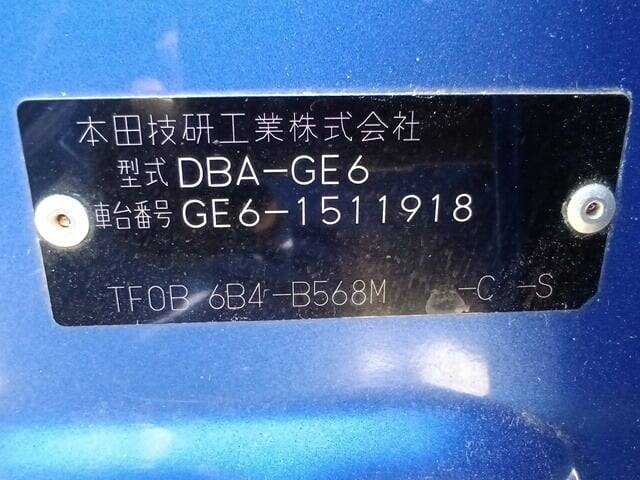 本田技研工業株式会社
型式 DBA-GE6
車台番号 GE6-1511918
TF0B 6B4-B568M -C -S